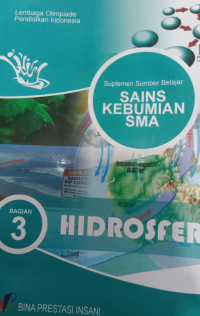 Lembaga Olimpiade
Pendidikan Indonesia
Suplemen Sumber Belajar
SAINS
KEBUMIAN
SMA
BAGIAN
3
HIDROSFER
BINA PRESTASI INSANI